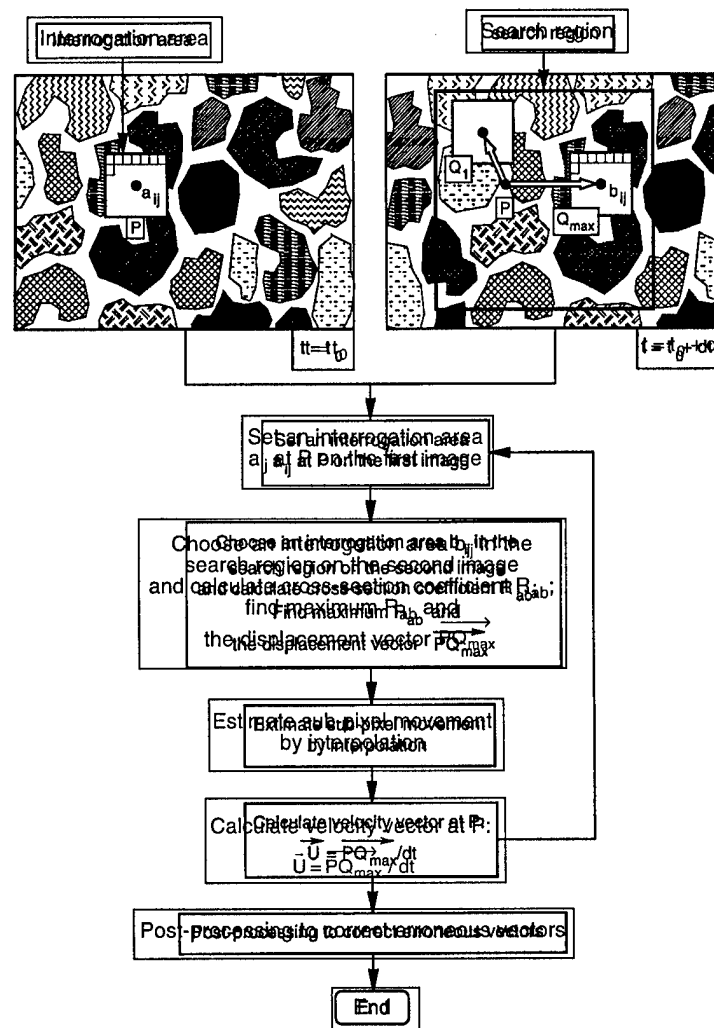 Interrogation area
Search region
a_ij
P
Q_1
P
b_ij
Q_max
t=t_0
t=t_0+dt
Set an interrogation area
a_ij at P on the first image
Choose an interrogation area b_ij in the
search region on the second image
and calculate cross-section coefficient R_ab;
find maximum R_ab and
the displacement vector PQ_max
Estimate sub-pixel movement
by interpolation
Calculate velocity vector at P:
U = PQ_max/dt
Post-processing to correct erroneous vectors
End